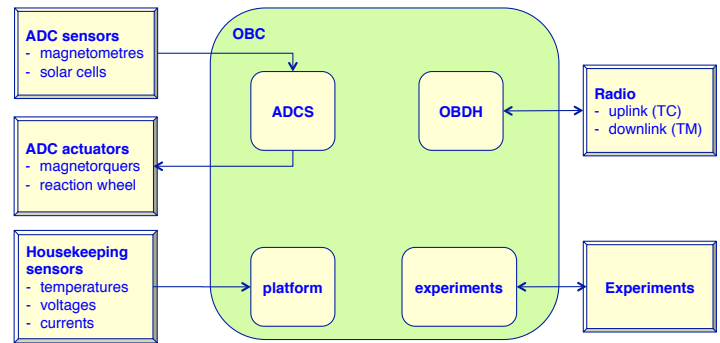 ADC sensors
- magnetometres
- solar cells
OBC
ADCS
OBDH
Radio
- uplink (TC)
- downlink (TM)
ADC actuators
- magnetorquers
- reaction wheel
Housekeeping
sensors
- temperatures
- voltages
- currents
platform
experiments
Experiments